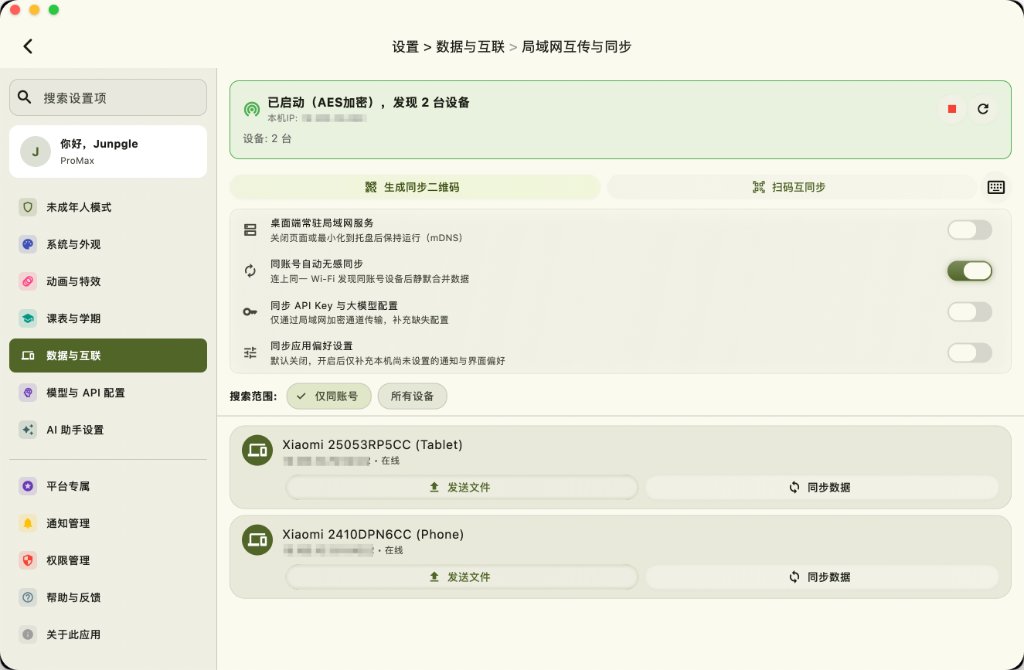 设置 > 数据与互联 > 局域网互传与同步
搜索设置项
J
你好，Junpgle
ProMax
未成年人模式
系统与外观
动画与特效
课表与学期
数据与互联
模型与 API 配置
AI 助手设置
平台专属
通知管理
权限管理
帮助与反馈
关于此应用
已启动（AES加密），发现 2 台设备
本机IP:
设备: 2 台
生成同步二维码
扫码互同步
桌面端常驻局域网服务
关闭页面或最小化到托盘后保持运行（mDNS）
同账号自动无感同步
连上同一 Wi-Fi 发现同账号设备后静默合并数据
同步 API Key 与大模型配置
仅通过局域网加密通道传输，补充缺失配置
同步应用偏好设置
默认关闭，开启后仅补充本机尚未设置的通知与界面偏好
搜索范围:
仅同账号
所有设备
Xiaomi 25053RP5CC (Tablet)
· 在线
发送文件
同步数据
Xiaomi 2410DPN6CC (Phone)
· 在线
发送文件
同步数据